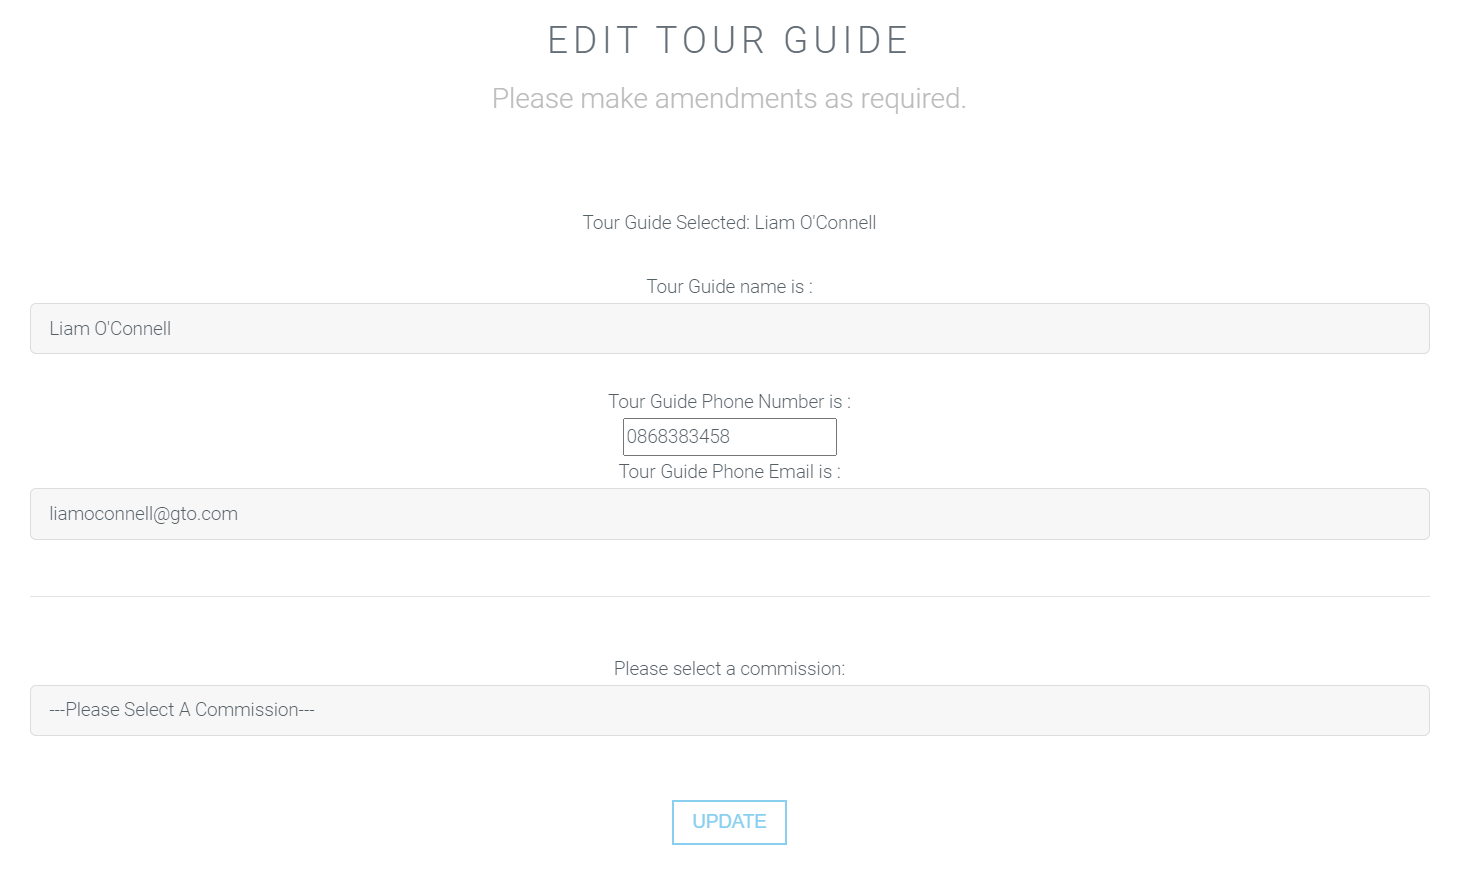 EDIT TOUR GUIDE
Please make amendments as required.
Tour Guide Selected: Liam O'Connell
Tour Guide name is :
Liam O'Connell
Tour Guide Phone Number is :
0868383458
Tour Guide Phone Email is :
liamoconnell@gto.com
Please select a commission:
---Please Select A Commission---
UPDATE